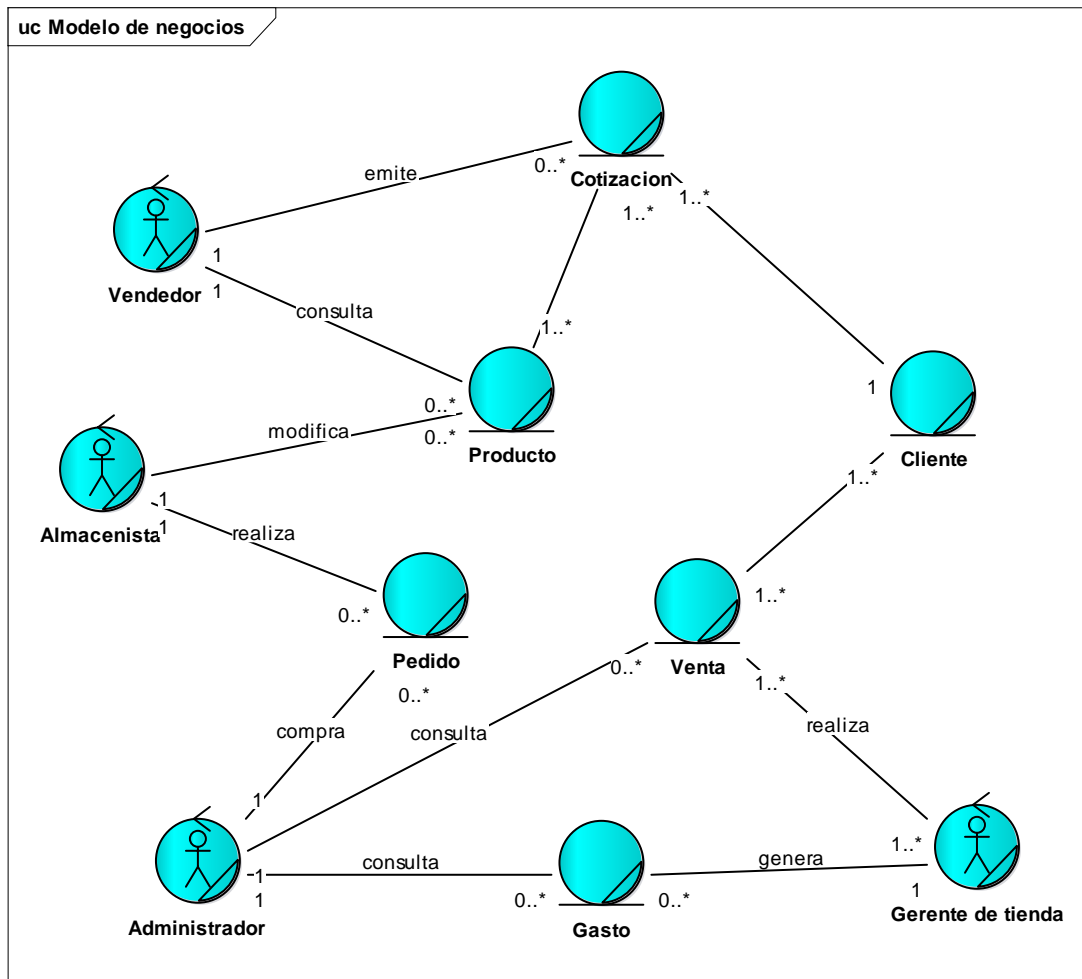 uc Modelo de negocios
emite
0..*
Cotizacion
1..*
1..*
1
1
Vendedor
consulta
1..*
0..*
0..*
Producto
1
Cliente
modifica
1..*
1
1
Almacenista
realiza
0..*
Pedido
0..*
1..*
0..*
Venta
1..*
compra
consulta
realiza
1
consulta
1
1
Administrador
0..*
0..*
Gasto
genera
1..*
1
Gerente de tienda